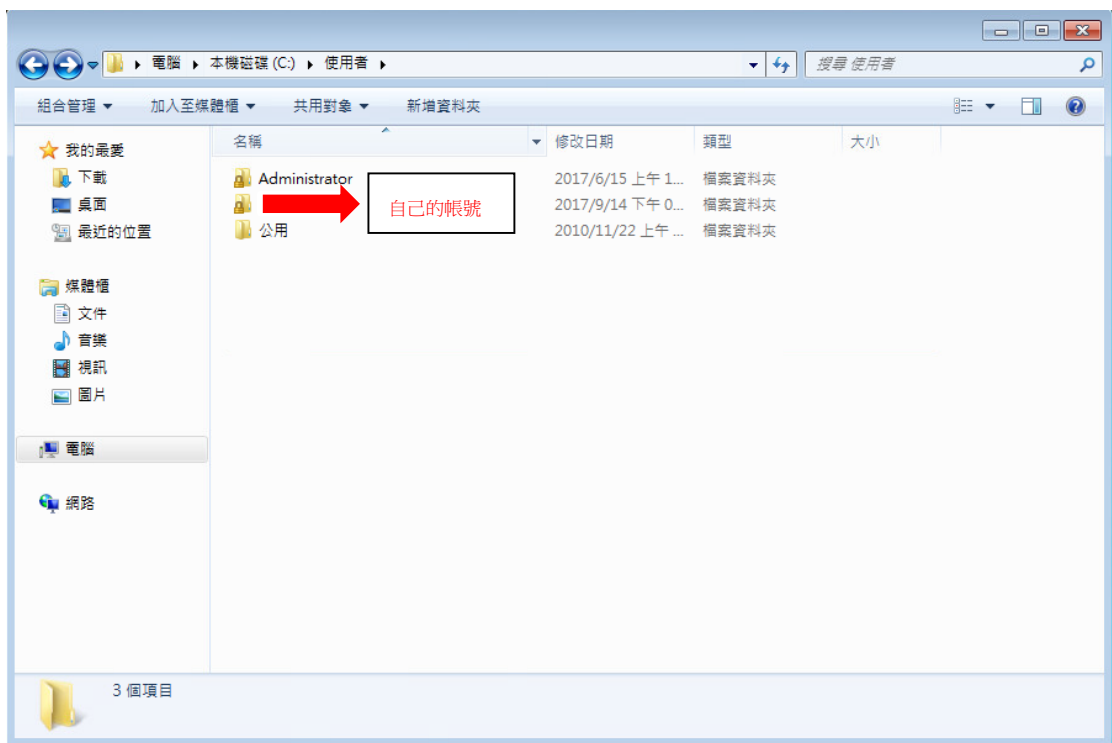 電腦 本機磁碟 (C:) 使用者
搜尋 使用者
組合管理 加入至媒體櫃 共用對象 新增資料夾
名稱 修改日期 類型 大小
我的最愛
下載
桌面
最近的位置
媒體櫃
文件
音樂
視訊
圖片
電腦
網路
Administrator 2017/6/15 上午 1... 檔案資料夾
自己的帳號 2017/9/14 下午 0... 檔案資料夾
公用 2010/11/22 上午 ... 檔案資料夾
3 個項目